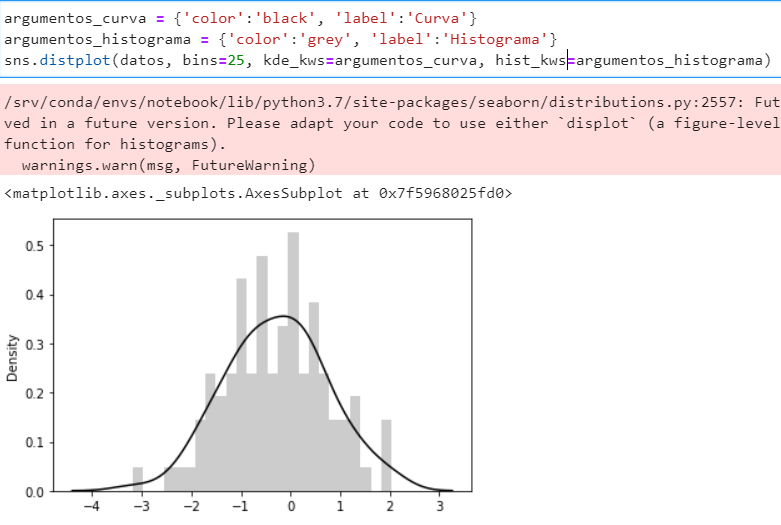 argumentos_curva = {'color':'black', 'label':'Curva'}
argumentos_histograma = {'color':'grey', 'label':'Histograma'}
sns.distplot(datos, bins=25, kde_kws=argumentos_curva, hist_kws=argumentos_histograma)
/srv/conda/envs/notebook/lib/python3.7/site-packages/seaborn/distributions.py:2557: Fut
ved in a future version. Please adapt your code to use either `displot` (a figure-level
function for histograms).
warnings.warn(msg, FutureWarning)
<matplotlib.axes._subplots.AxesSubplot at 0x7f5968025fd0>
0.5
0.4
0.3
0.2
0.1
0.0
Density
−4 −3 −2 −1 0 1 2 3